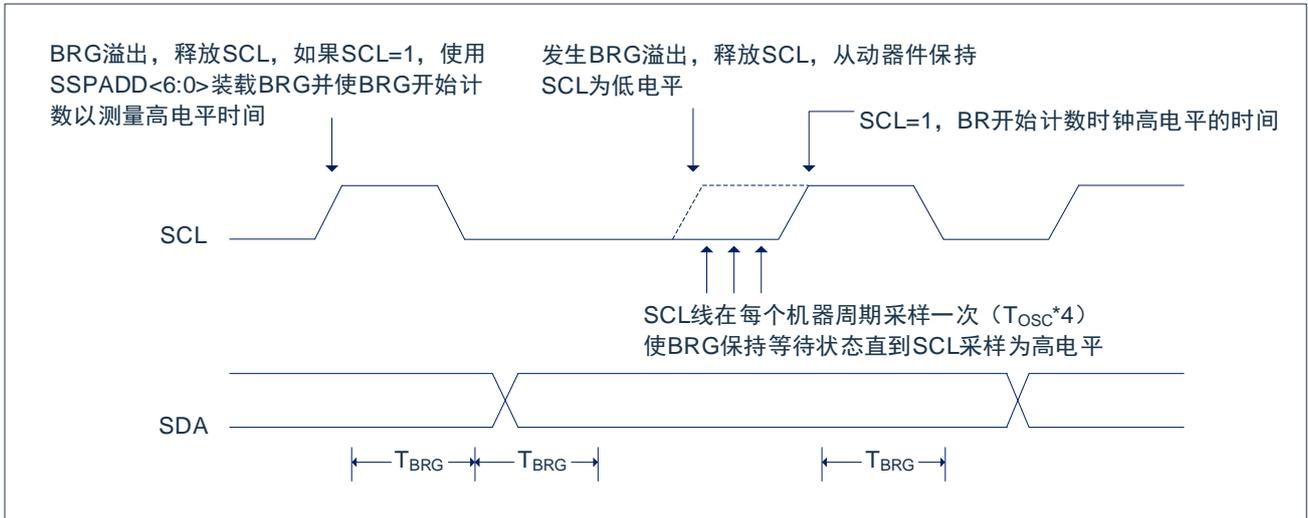 BRG溢出，释放SCL，如果SCL=1，使用
SSPADD<6:0>装载BRG并使BRG开始计
数以测量高电平时间
发生BRG溢出，释放SCL，从动器件保持
SCL为低电平
SCL=1，BR开始计数时钟高电平的时间
SCL
SCL线在每个机器周期采样一次（TOSC*4）
使BRG保持等待状态直到SCL采样为高电平
SDA
TBRG
TBRG
TBRG